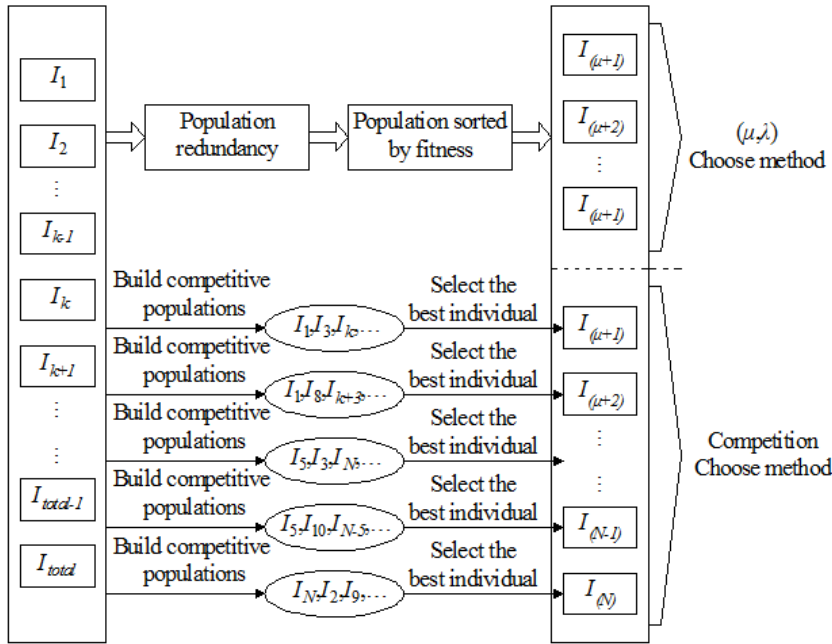 I1
I2
⋮
Ik-1
Ik
Ik+1
⋮
⋮
Itotal-1
Itotal
Population
redundancy
Population sorted
by fitness
I(μ+1)
I(μ+2)
⋮
I(μ+1)
(μ,λ)
Choose method
Build competitive
populations
I1,I3,Ik,...
Select the
best individual
I(μ+1)
Build competitive
populations
I1,I8,Ik+3,...
Select the
best individual
I(μ+2)
Build competitive
populations
I5,I3,IN,...
Select the
best individual
⋮
⋮
Build competitive
populations
I5,I10,IN-5,...
Select the
best individual
I(N-1)
Build competitive
populations
IN,I2,I9,...
Select the
best individual
I(N)
Competition
Choose method